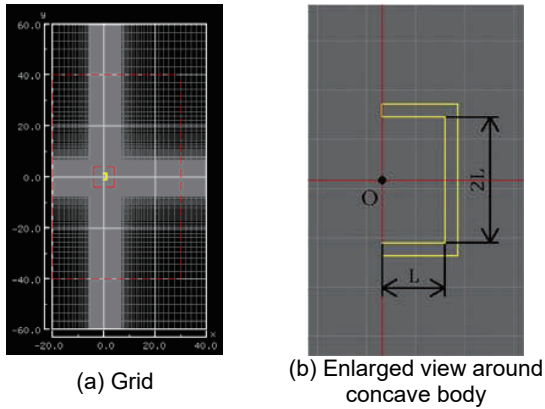 y
60.0
40.0
20.0
0.0
-20.0
-40.0
-60.0
-20.0 0.0 20.0 40.0
x
(a) Grid
O
2L
L
(b) Enlarged view around
concave body